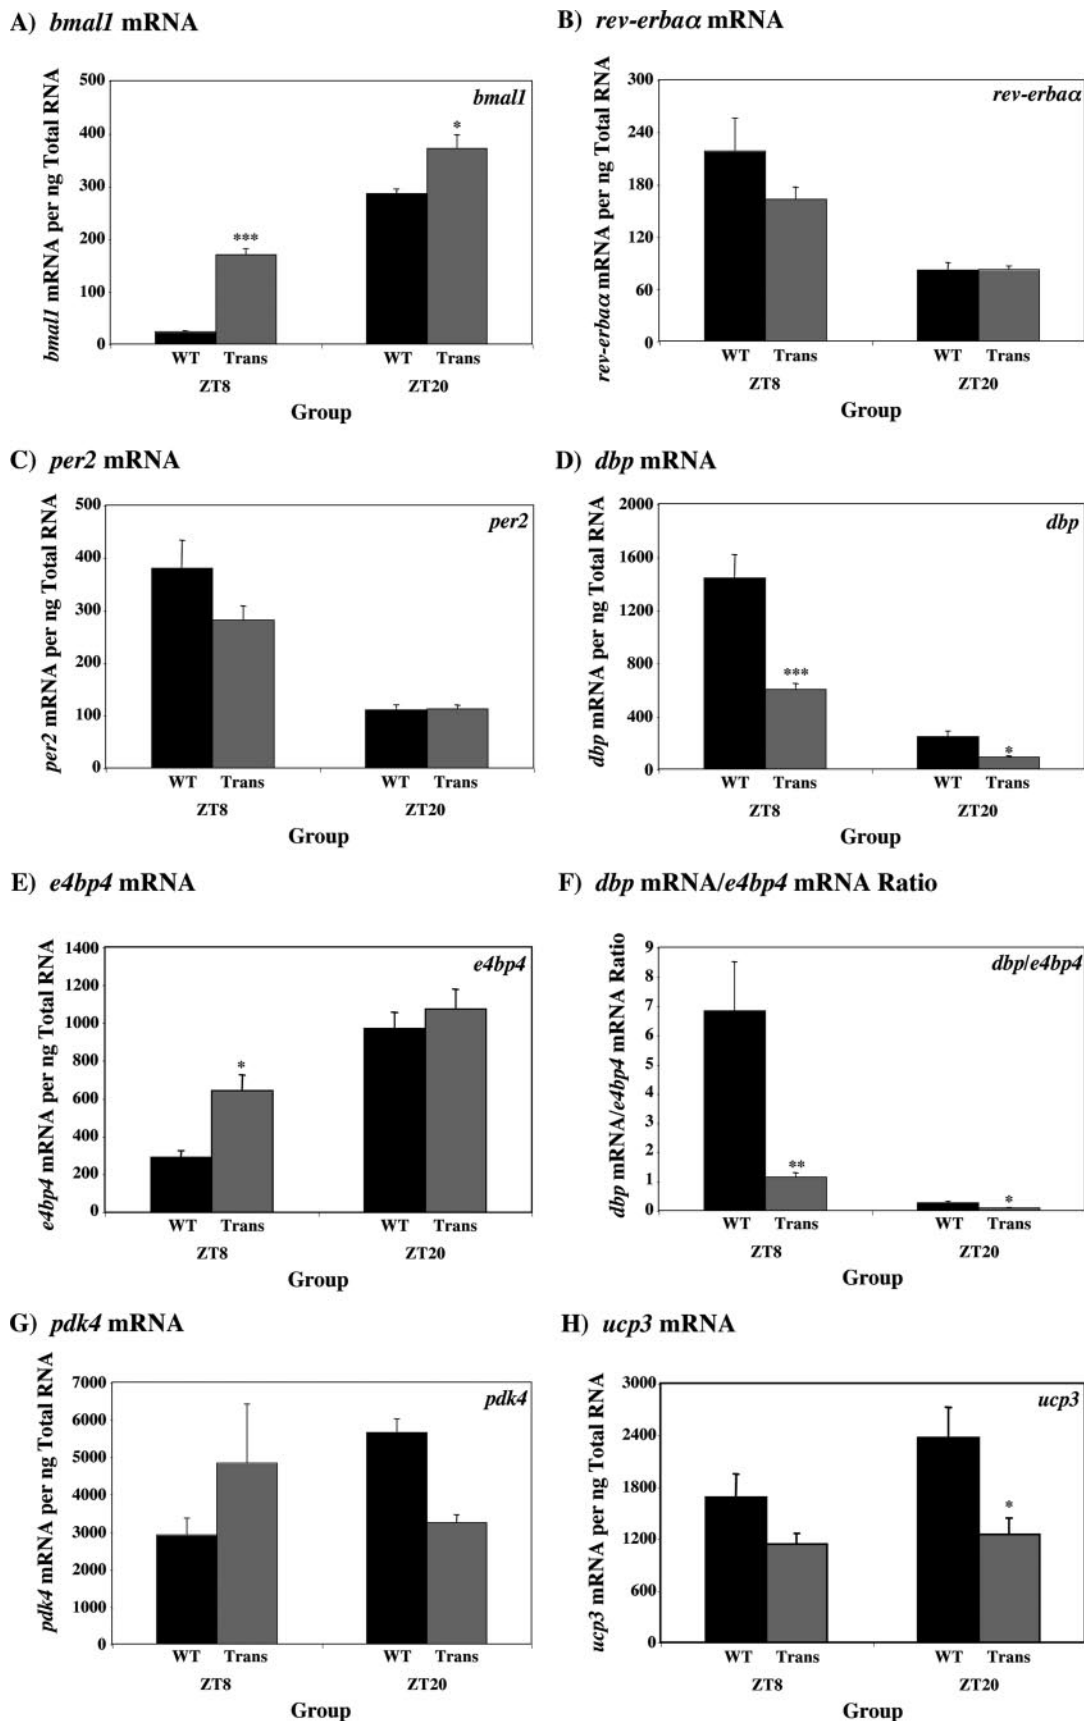 A) bmal1 mRNA
bmal1 mRNA per ng Total RNA
500
400
300
200
100
0
bmal1
***
*
WT Trans WT Trans
ZT8 ZT20
Group
B) rev-erbaα mRNA
rev-erbaα mRNA per ng Total RNA
300
240
180
120
60
0
rev-erbaα
WT Trans WT Trans
ZT8 ZT20
Group
C) per2 mRNA
per2 mRNA per ng Total RNA
500
400
300
200
100
0
per2
WT Trans WT Trans
ZT8 ZT20
Group
D) dbp mRNA
dbp mRNA per ng Total RNA
2000
1600
1200
800
400
0
dbp
***
*
WT Trans WT Trans
ZT8 ZT20
Group
E) e4bp4 mRNA
e4bp4 mRNA per ng Total RNA
1400
1200
1000
800
600
400
200
0
e4bp4
*
WT Trans WT Trans
ZT8 ZT20
Group
F) dbp mRNA/e4bp4 mRNA Ratio
dbp mRNA/e4bp4 mRNA Ratio
9
8
7
6
5
4
3
2
1
0
dbp/e4bp4
**
*
WT Trans WT Trans
ZT8 ZT20
Group
G) pdk4 mRNA
pdk4 mRNA per ng Total RNA
7000
6000
5000
4000
3000
2000
1000
0
pdk4
WT Trans WT Trans
ZT8 ZT20
Group
H) ucp3 mRNA
ucp3 mRNA per ng Total RNA
3000
2400
1800
1200
600
0
ucp3
*
WT Trans WT Trans
ZT8 ZT20
Group